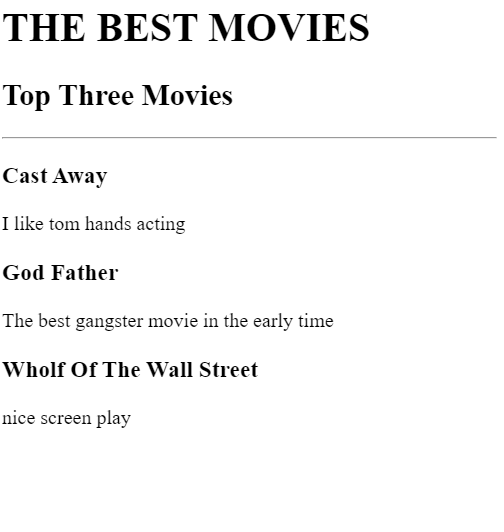 THE BEST MOVIES
Top Three Movies
Cast Away
I like tom hands acting
God Father
The best gangster movie in the early time
Wholf Of The Wall Street
nice screen play